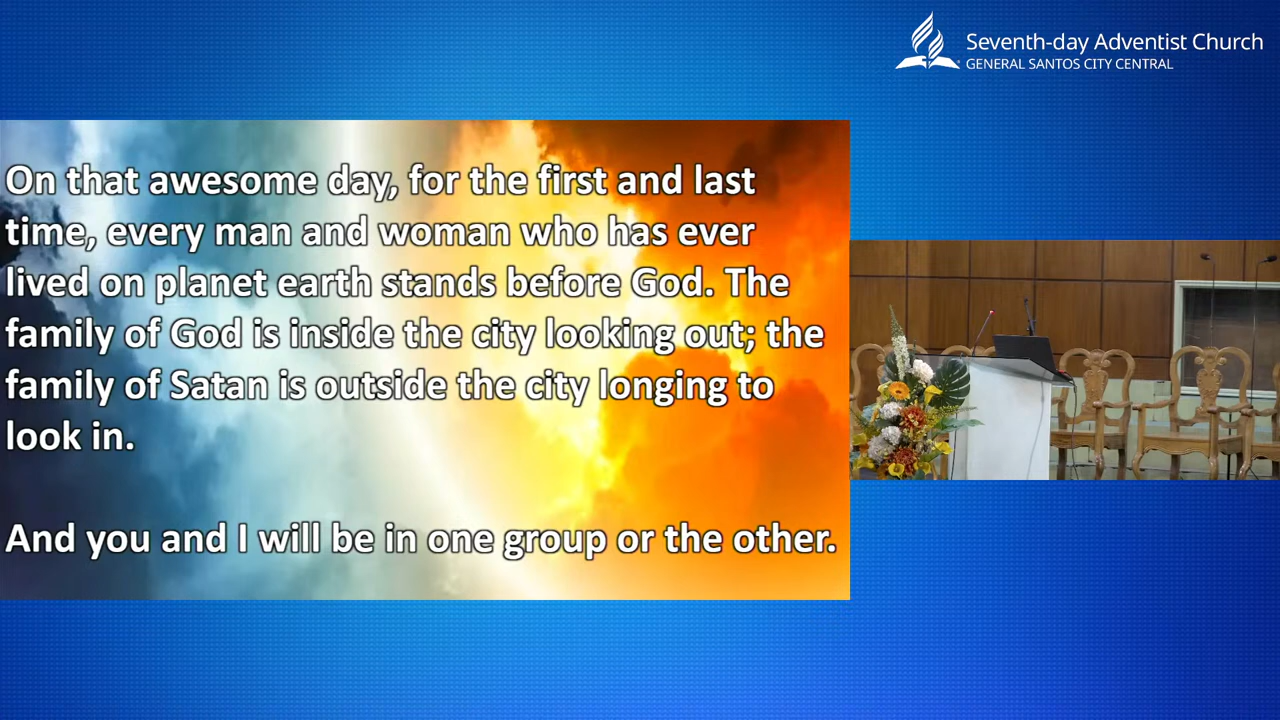 Seventh-day Adventist Church
GENERAL SANTOS CITY CENTRAL
On that awesome day, for the first and last
time, every man and woman who has ever
lived on planet earth stands before God. The
family of God is inside the city looking out; the
family of Satan is outside the city longing to
look in.
And you and I will be in one group or the other.